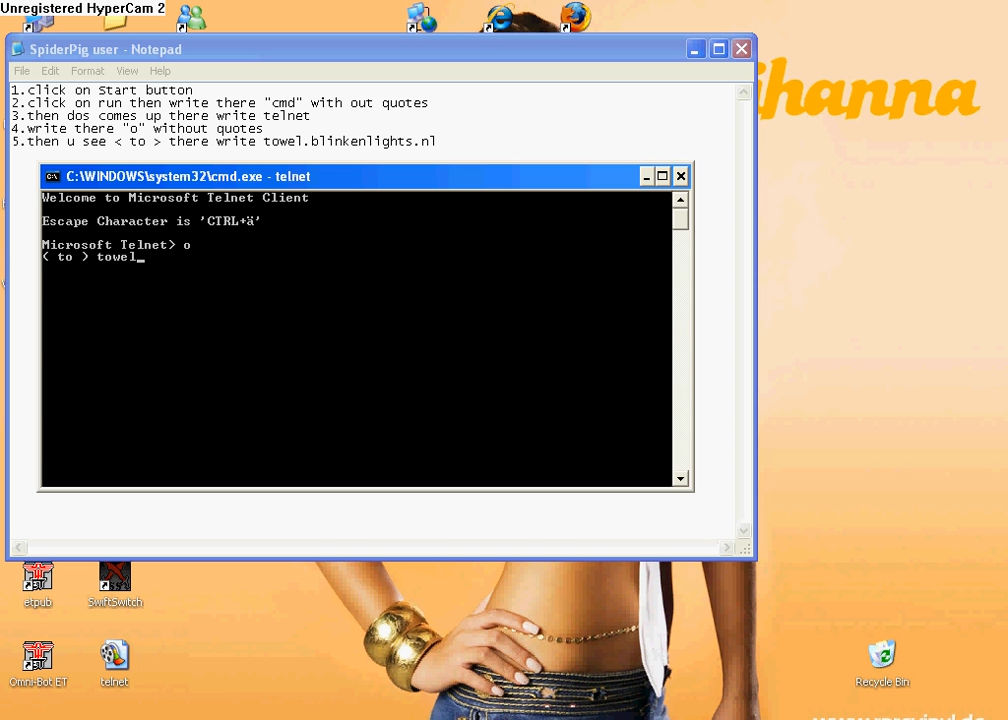 Unregistered HyperCam 2
SpiderPig user - Notepad
File Edit Format View Help
1.click on Start button
2.click on run then write there "cmd" with out quotes
3.then dos comes up there write telnet
4.write there "o" without quotes
5.then u see < to > there write towel.blinkenlights.nl
C:\WINDOWS\system32\cmd.exe - telnet
Welcome to Microsoft Telnet Client
Escape Character is 'CTRL+ä'
Microsoft Telnet> o
( to ) towel_
ihanna
etpub
SwiftSwitch
Omni-Bot ET
telnet
Recycle Bin